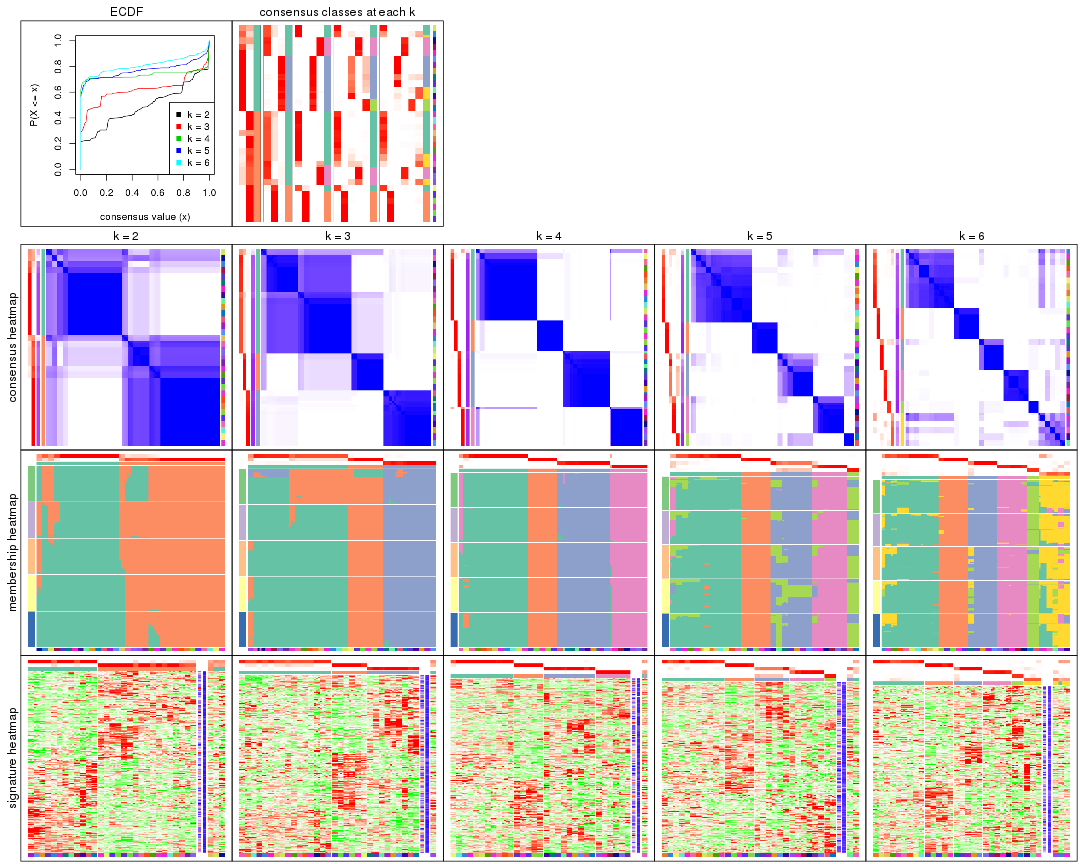 ECDF
consensus classes at each k
P(X <= x)
0.0 0.2 0.4 0.6 0.8 1.0
k = 2
k = 3
k = 4
k = 5
k = 6
0.0 0.2 0.4 0.6 0.8 1.0
consensus value (x)
k = 2
k = 3
k = 4
k = 5
k = 6
consensus heatmap
membership heatmap
signature heatmap